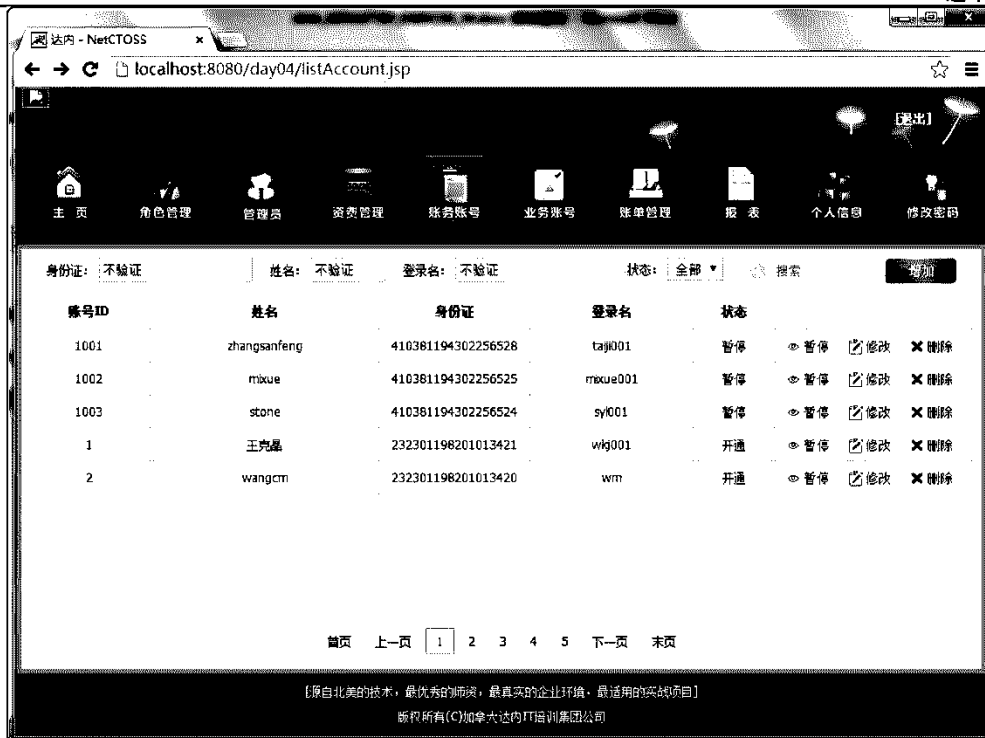 达内 - NetCTOSS
localhost:8080/day04/listAccount.jsp
[退出]
主 页 角色管理 管理员 资费管理 账务账号 业务账号 账单管理 报 表 个人信息 修改密码
身份证: 不验证 姓名: 不验证 登录名: 不验证 状态: 全部 搜索 增加
账号ID 姓名 身份证 登录名 状态
1001 zhangsanfeng 410381194302256528 taiji001 暂停 暂停 修改 删除
1002 mixue 410381194302256525 mixue001 暂停 暂停 修改 删除
1003 stone 410381194302256524 syl001 暂停 暂停 修改 删除
1 王克晶 232301198201013421 wkj001 开通 暂停 修改 删除
2 wangcm 232301198201013420 wm 开通 暂停 修改 删除
首页 上一页 1 2 3 4 5 下一页 末页
[源自北美的技术，最优秀的师资，最真实的企业环境，最适用的实战项目]
版权所有(C)加拿大达内IT培训集团公司